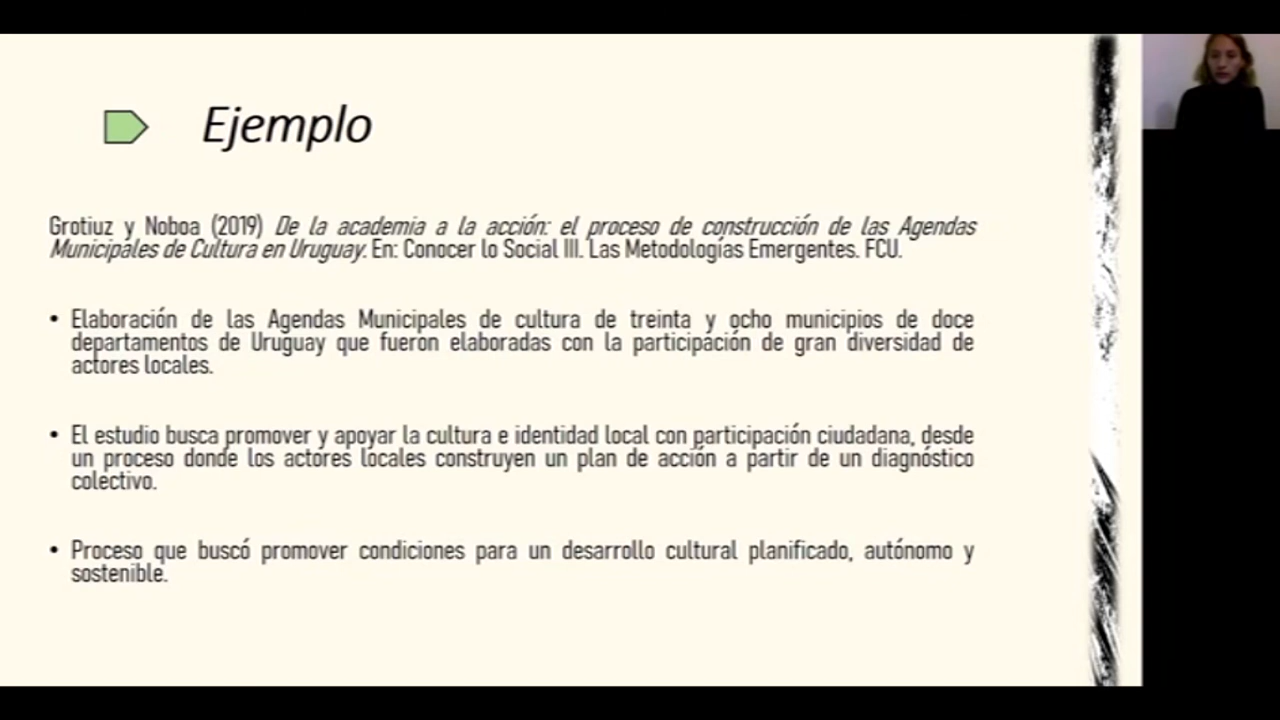 Ejemplo
Grotiuz y Noboa (2019) De la academia a la acción: el proceso de construcción de las Agendas
Municipales de Cultura en Uruguay. En: Conocer lo Social III. Las Metodologías Emergentes. FCU.
• Elaboración de las Agendas Municipales de cultura de treinta y ocho municipios de doce
departamentos de Uruguay que fueron elaboradas con la participación de gran diversidad de
actores locales.
• El estudio busca promover y apoyar la cultura e identidad local con participación ciudadana, desde
un proceso donde los actores locales construyen un plan de acción a partir de un diagnóstico
colectivo.
• Proceso que buscó promover condiciones para un desarrollo cultural planificado, autónomo y
sostenible.